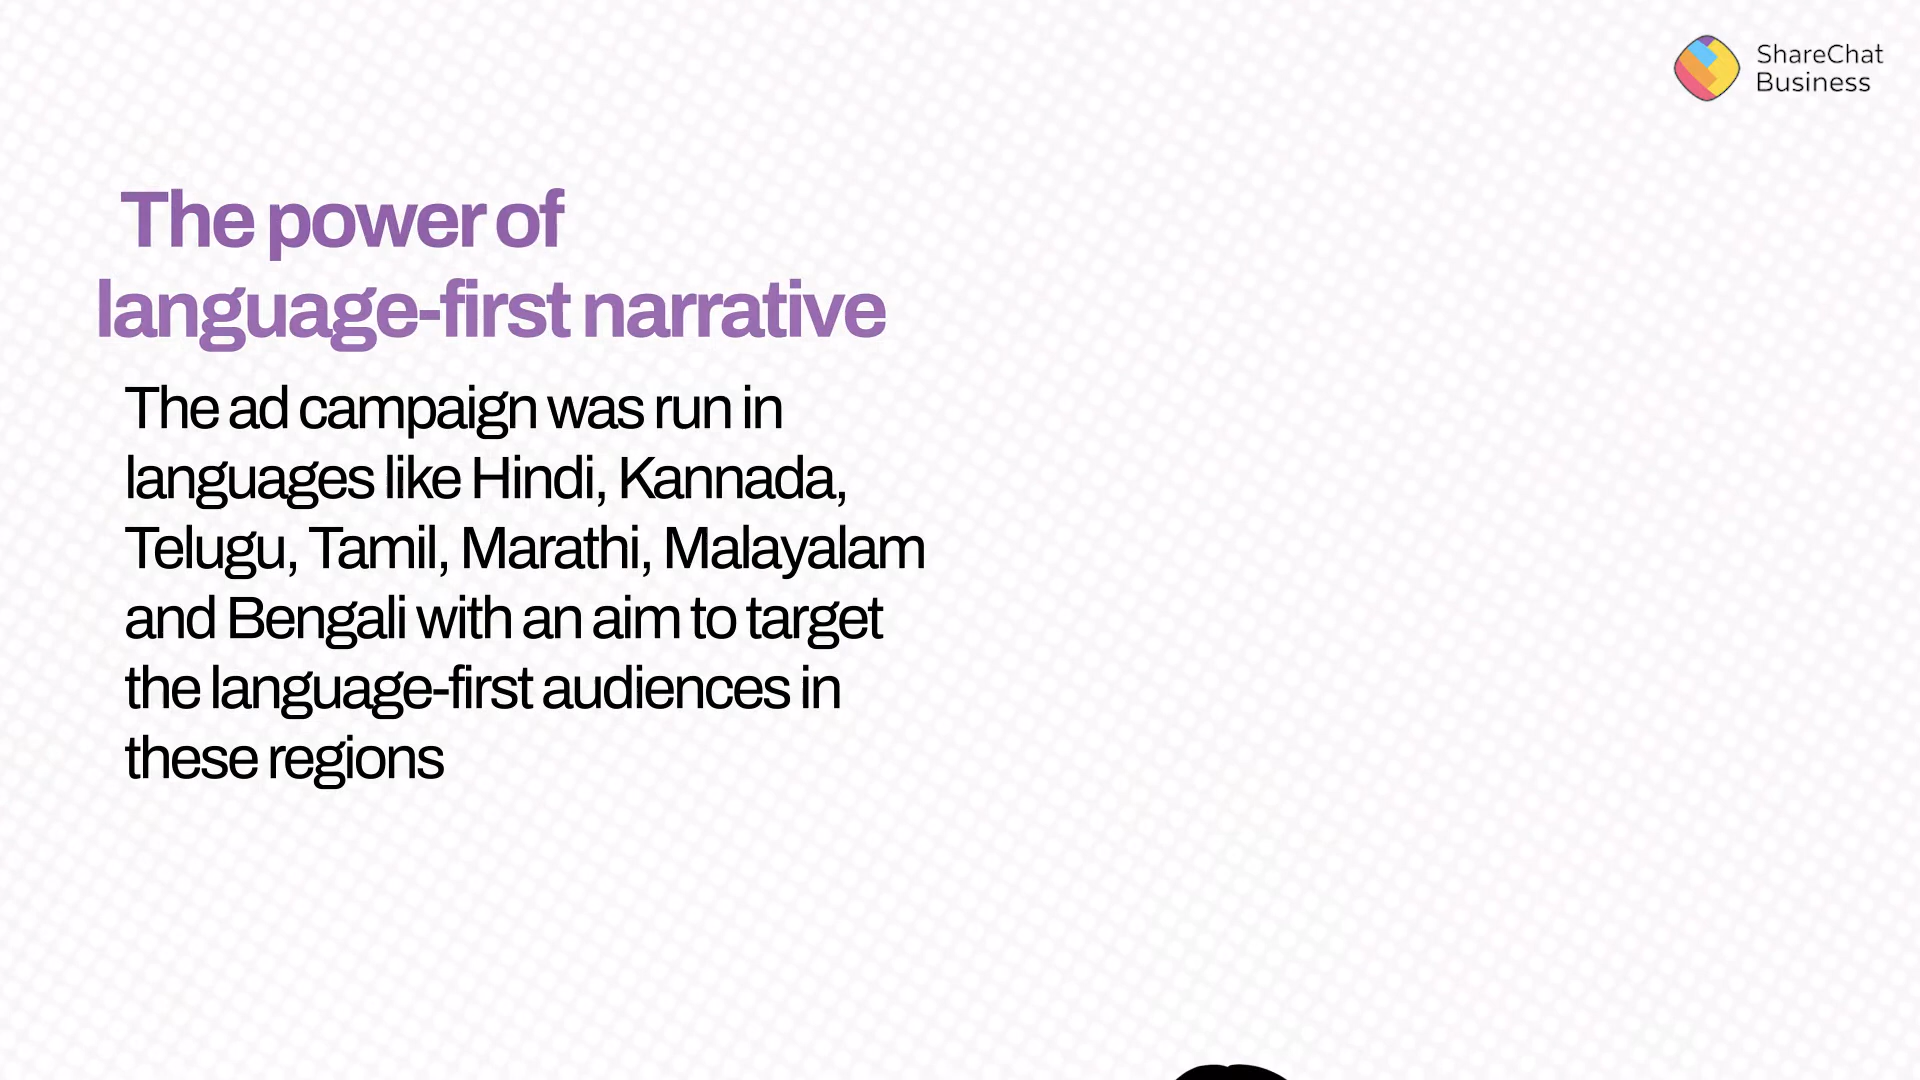 ShareChat
Business
The power of
language-first narrative
The ad campaign was run in
languages like Hindi, Kannada,
Telugu, Tamil, Marathi, Malayalam
and Bengali with an aim to target
the language-first audiences in
these regions